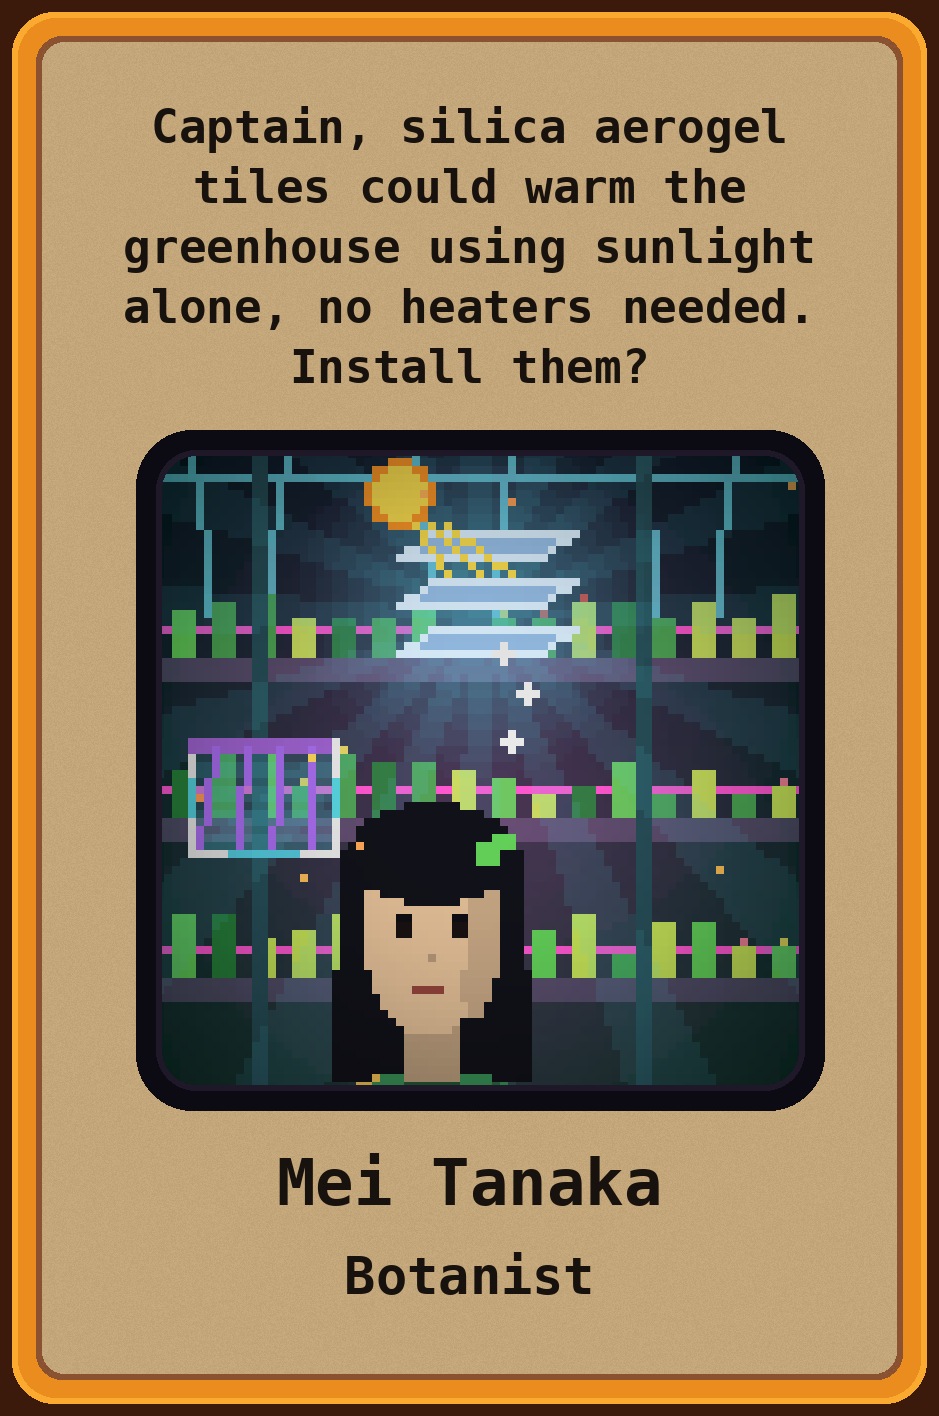 Captain, silica aerogel
tiles could warm the
greenhouse using sunlight
alone, no heaters needed.
Install them?
Mei Tanaka
Botanist